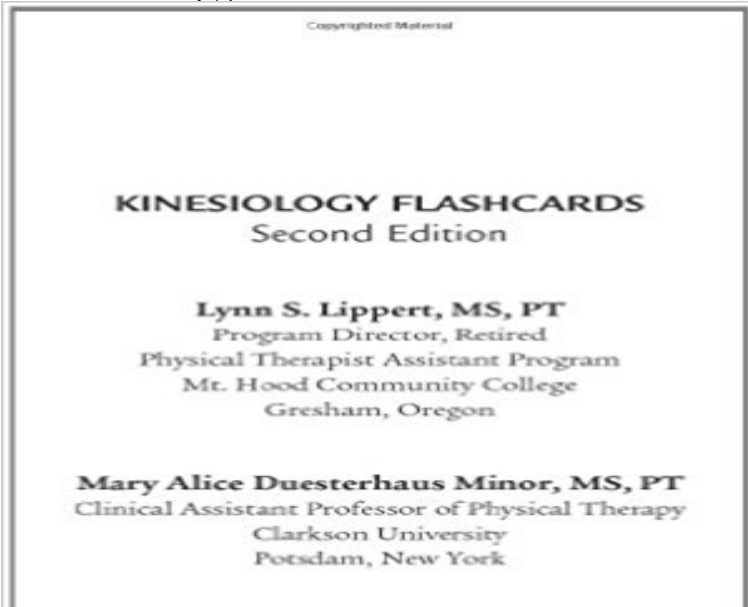 Copyrighted Material
KINESIOLOGY FLASHCARDS
Second Edition
Lynn S. Lippert, MS, PT
Program Director, Retired
Physical Therapist Assistant Program
Mt. Hood Community College
Gresham, Oregon
Mary Alice Duesterhaus Minor, MS, PT
Clinical Assistant Professor of Physical Therapy
Clarkson University
Potsdam, New York